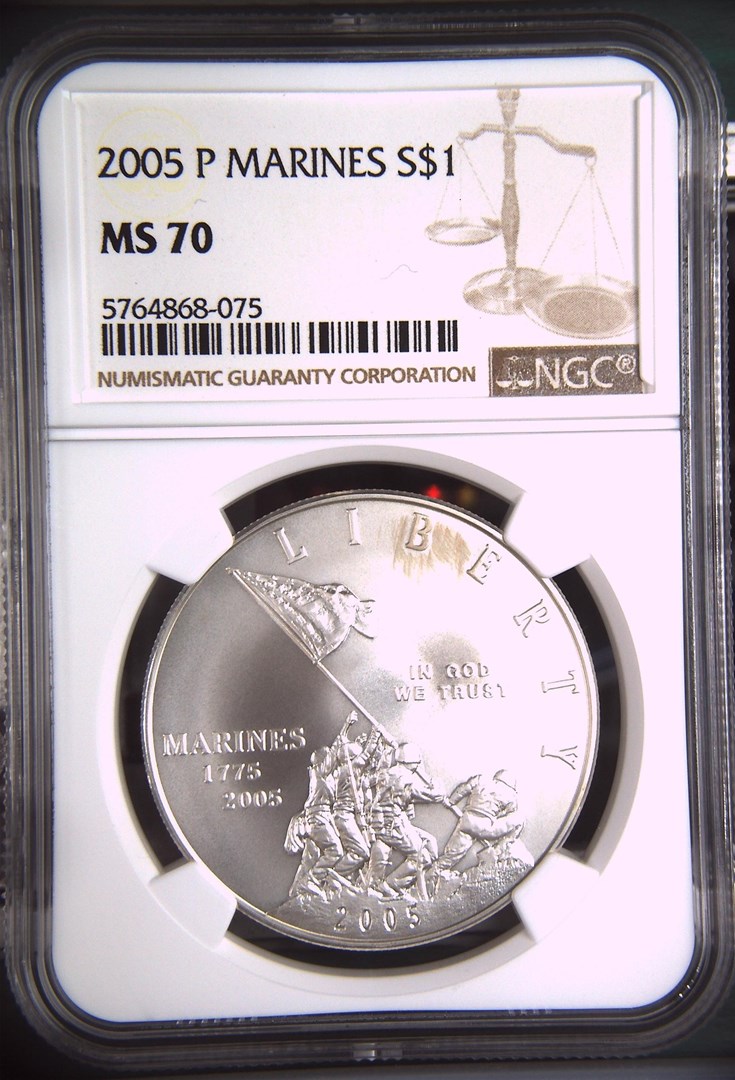 2005 P MARINES S$1
MS 70
5764868-075
NUMISMATIC GUARANTY CORPORATION
NGC®
LIBERTY
IN GOD
WE TRUST
MARINES
1775
2005
2005